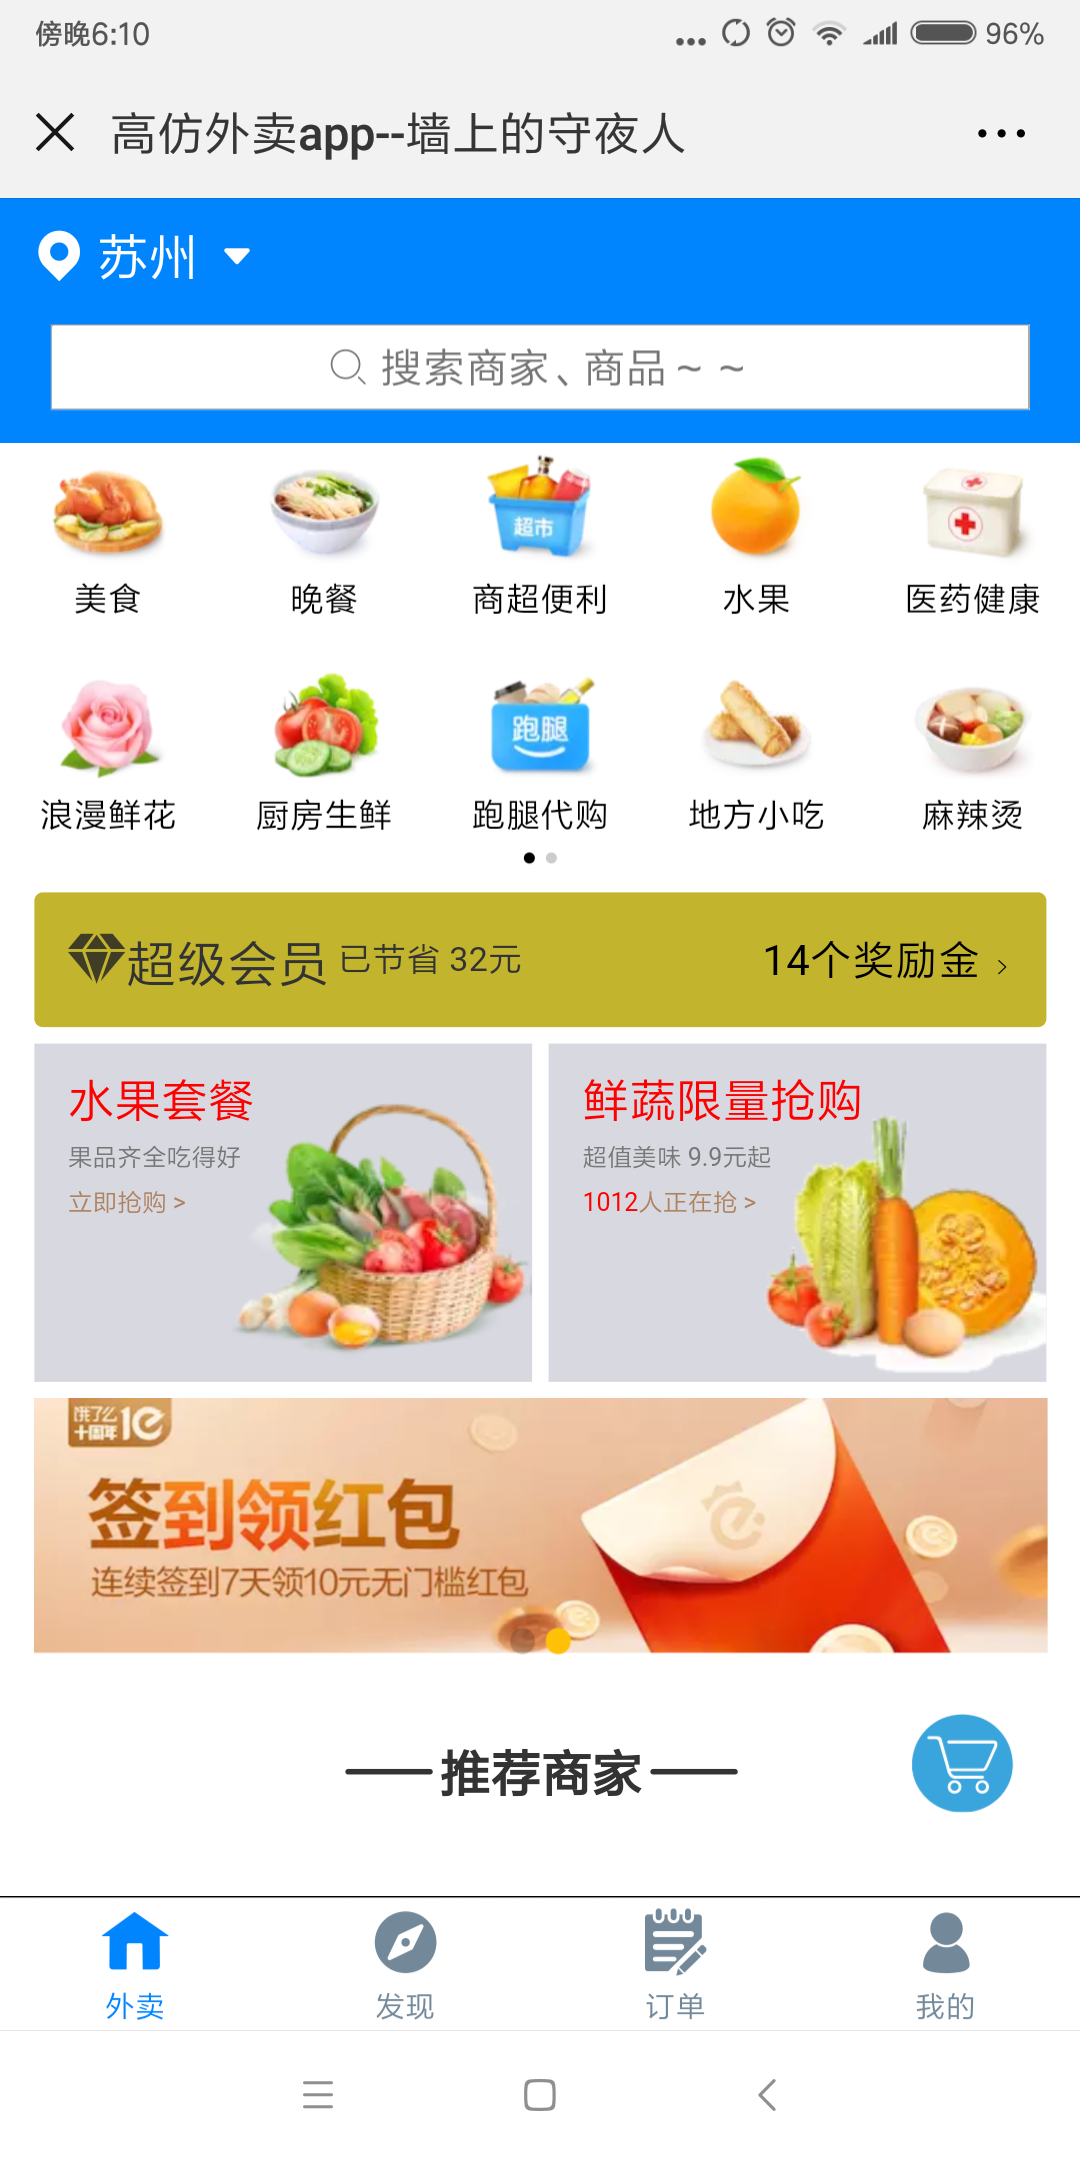 傍晚6:10
96%
高仿外卖app--墙上的守夜人
苏州
搜索商家、商品~ ~
超市
美食
晚餐
商超便利
水果
医药健康
跑腿
浪漫鲜花
厨房生鲜
跑腿代购
地方小吃
麻辣烫
超级会员 已节省 32元
14个奖励金 >
水果套餐
果品齐全吃得好
立即抢购 >
鲜蔬限量抢购
超值美味 9.9元起
1012人正在抢 >
饿了么
十周年
签到领红包
连续签到7天领10元无门槛红包
推荐商家
外卖
发现
订单
我的